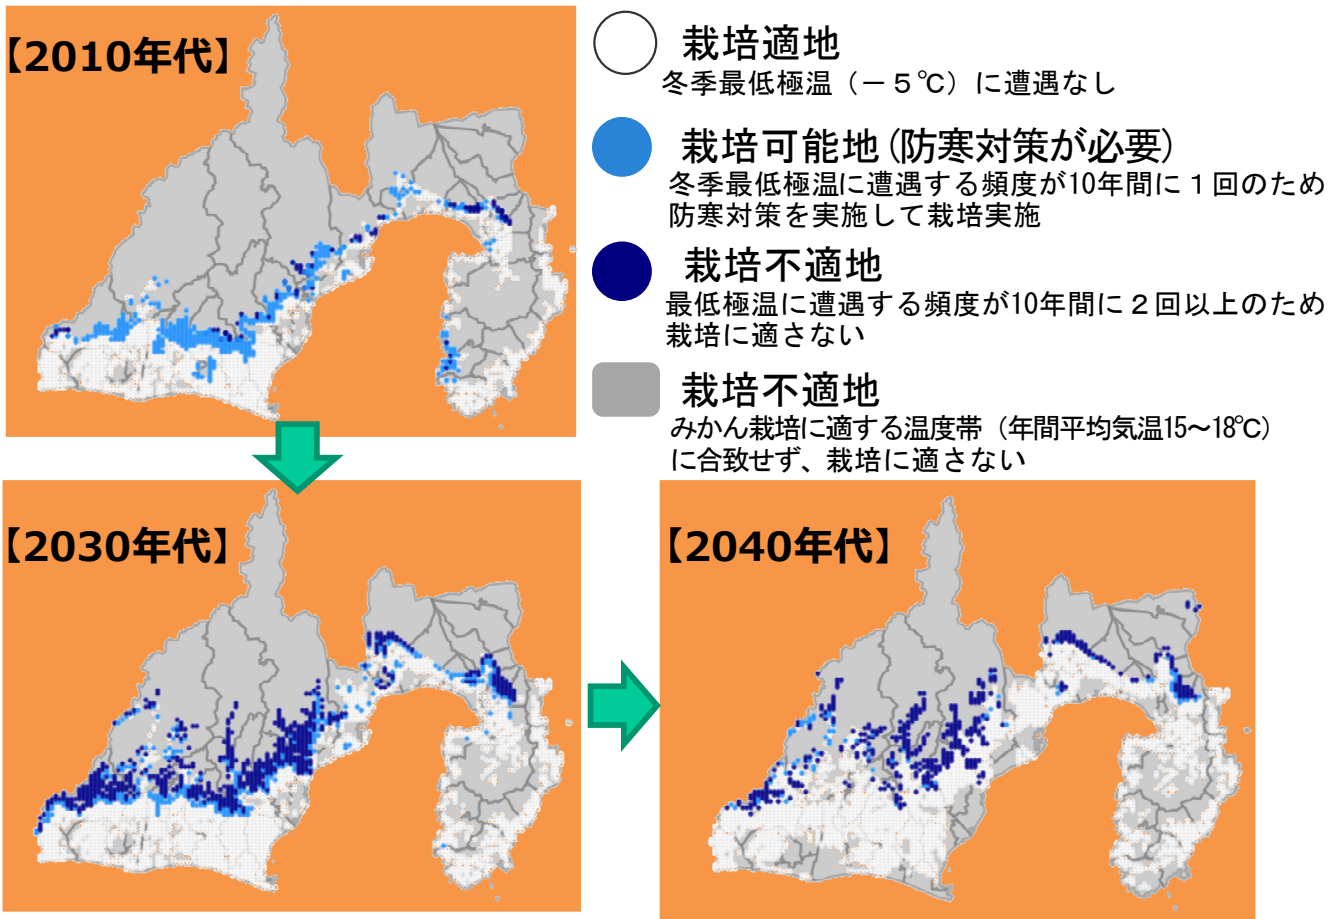 【2010年代】
栽培適地
冬季最低極温（－５℃）に遭遇なし
栽培可能地(防寒対策が必要)
冬季最低極温に遭遇する頻度が10年間に１回のため
防寒対策を実施して栽培実施
栽培不適地
最低極温に遭遇する頻度が10年間に２回以上のため
栽培に適さない
栽培不適地
みかん栽培に適する温度帯（年間平均気温15～18℃）
に合致せず、栽培に適さない
【2030年代】
【2040年代】